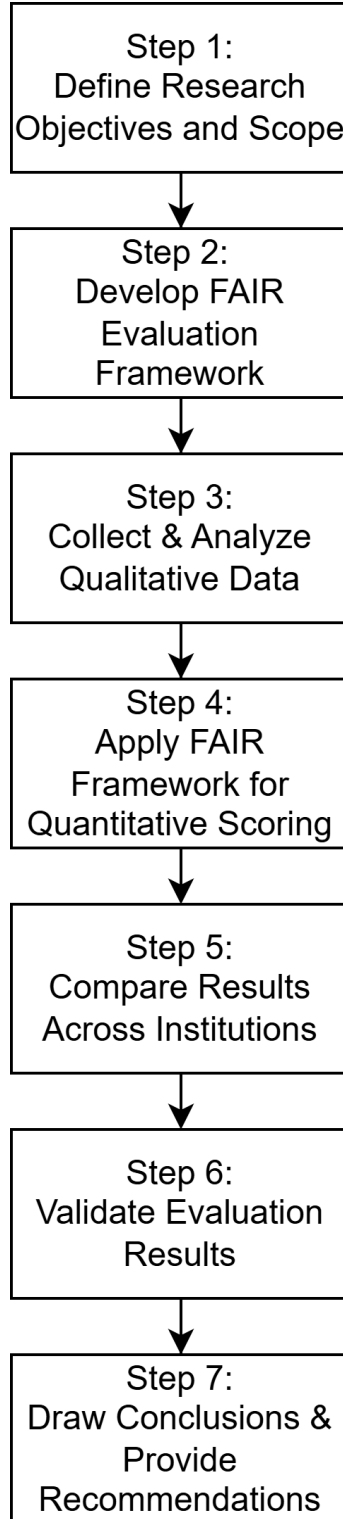 Step 1:
Define Research
Objectives and Scope
Step 2:
Develop FAIR
Evaluation
Framework
Step 3:
Collect & Analyze
Qualitative Data
Step 4:
Apply FAIR
Framework for
Quantitative Scoring
Step 5:
Compare Results
Across Institutions
Step 6:
Validate Evaluation
Results
Step 7:
Draw Conclusions &
Provide
Recommendations